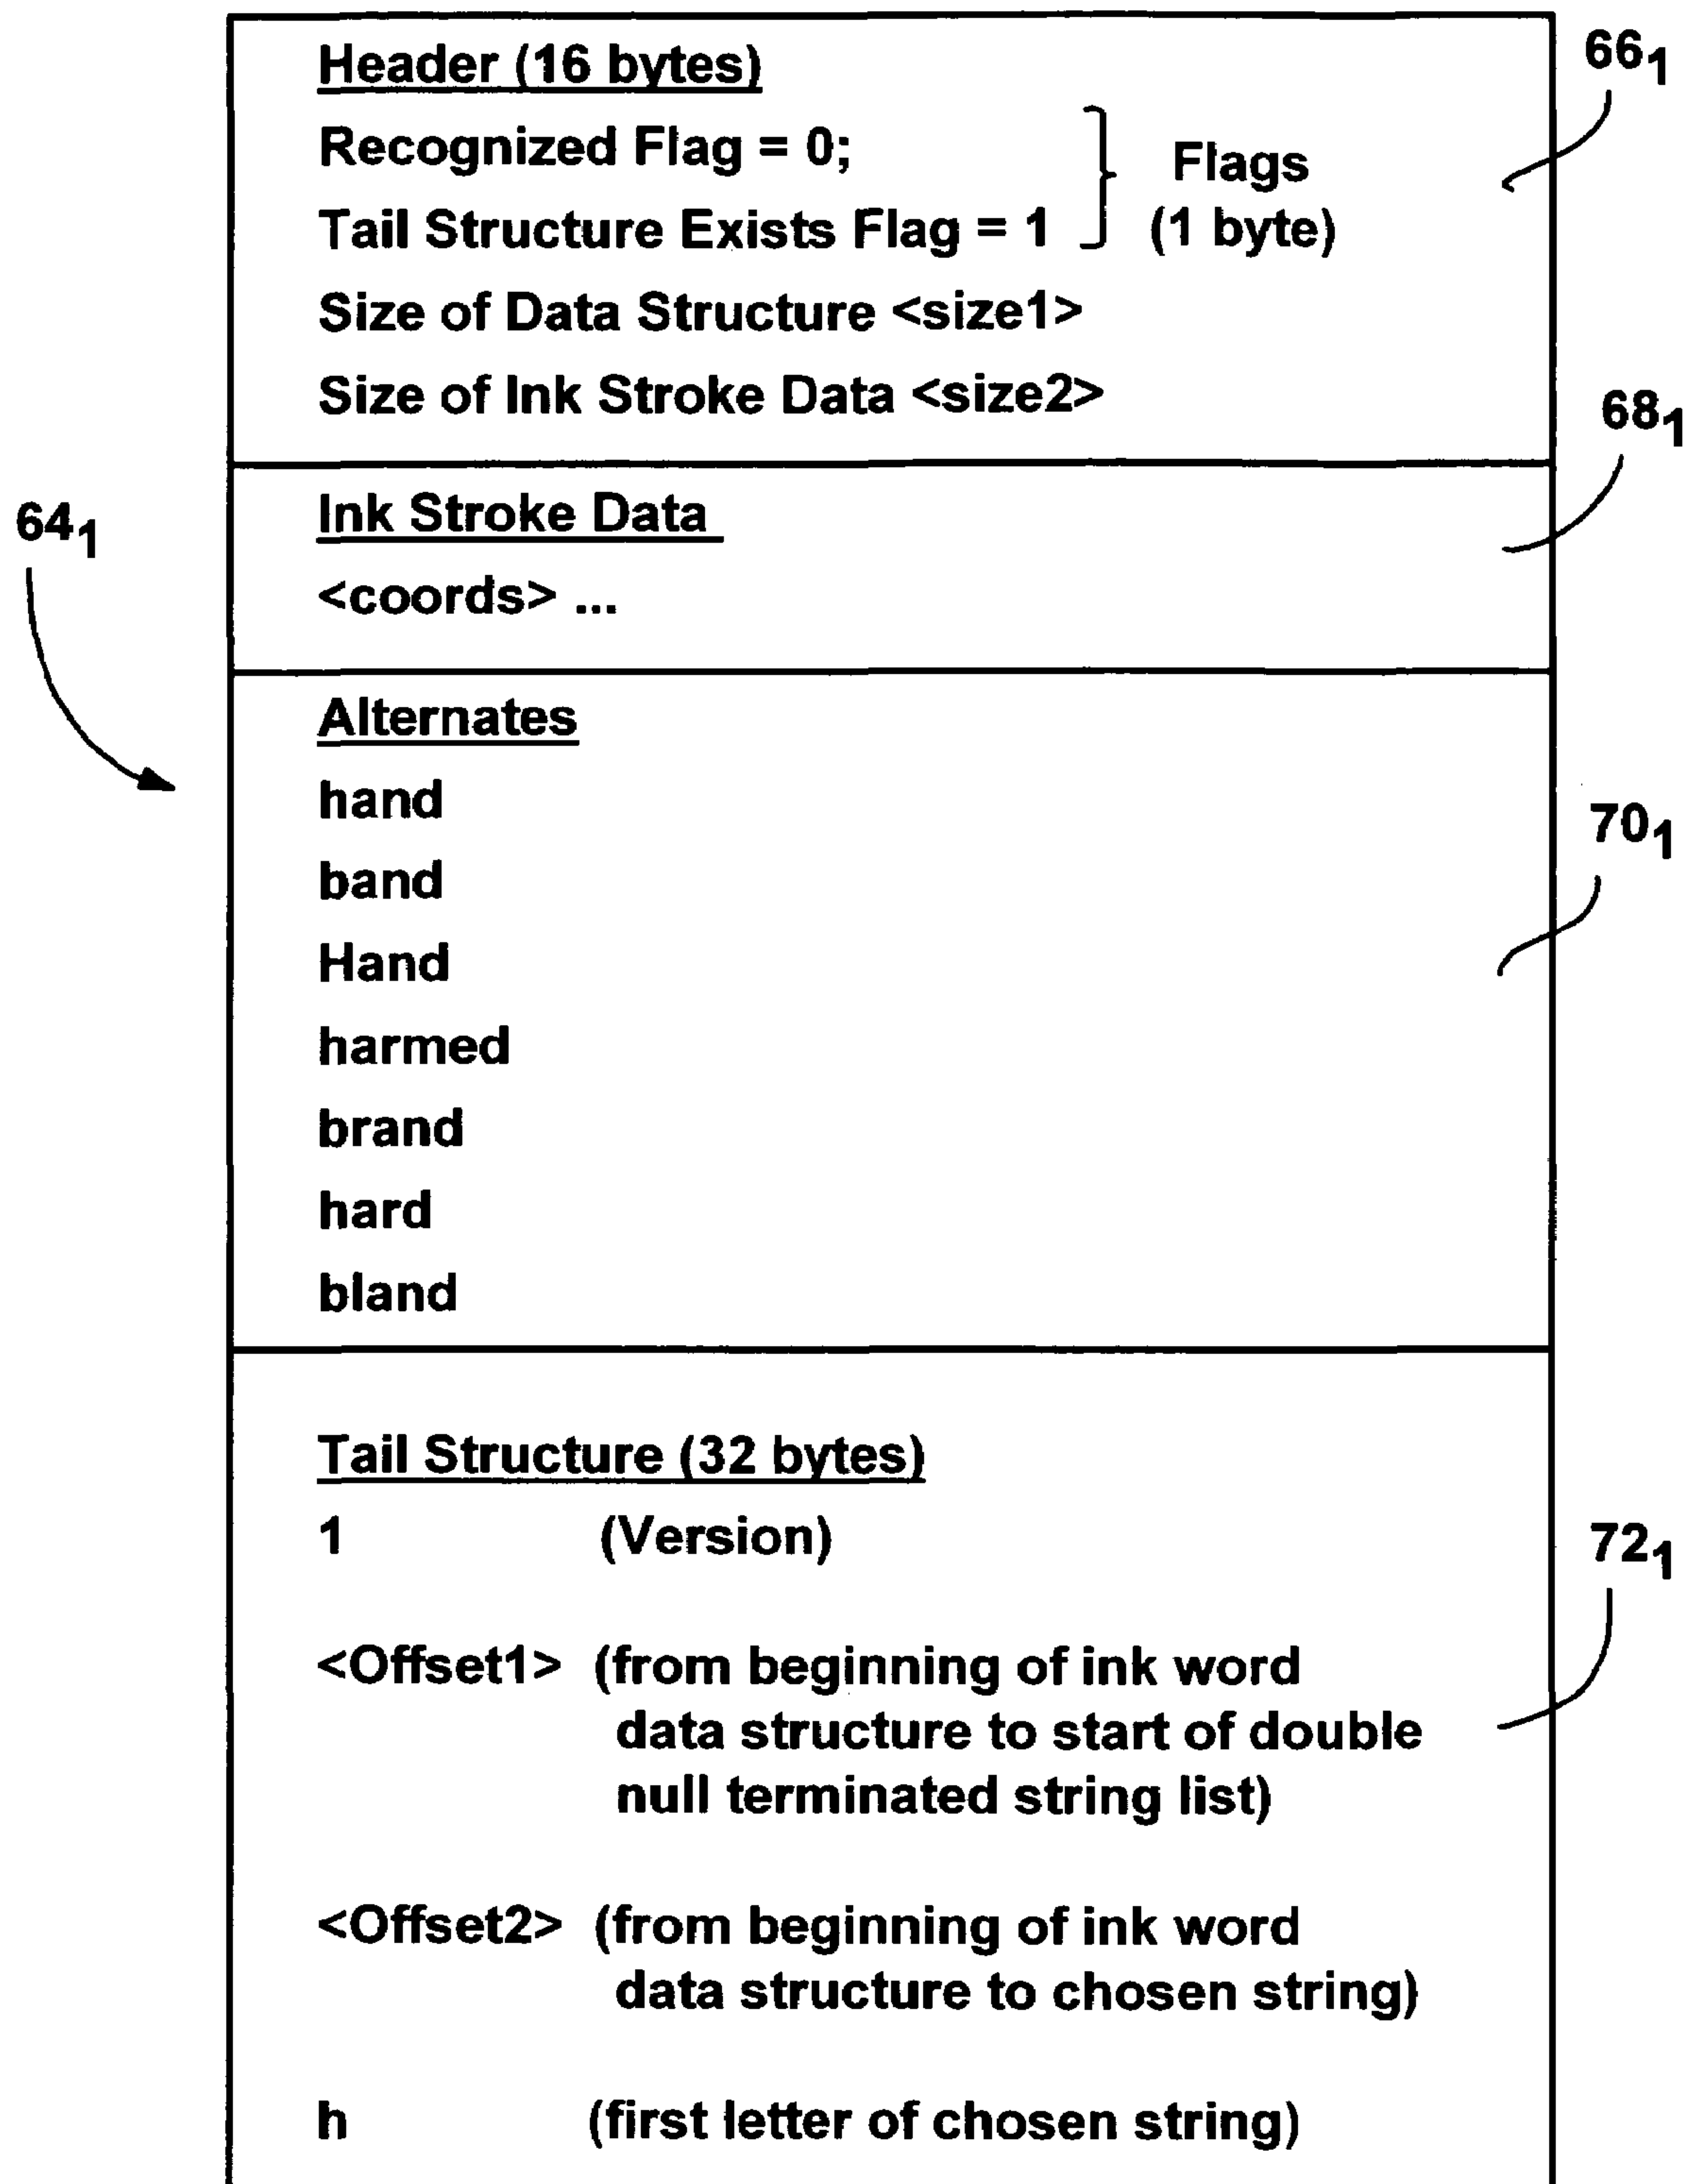 Header (16 bytes)
66₁
Recognized Flag = 0;
Flags
Tail Structure Exists Flag = 1
(1 byte)
Size of Data Structure <size1>
Size of Ink Stroke Data <size2>
68₁
64₁
Ink Stroke Data
<coords> ...
Alternates
hand
70₁
band
Hand
harmed
brand
hard
bland
Tail Structure (32 bytes)
1 (Version)
72₁
<Offset1> (from beginning of ink word
data structure to start of double
null terminated string list)
<Offset2> (from beginning of ink word
data structure to chosen string)
h (first letter of chosen string)